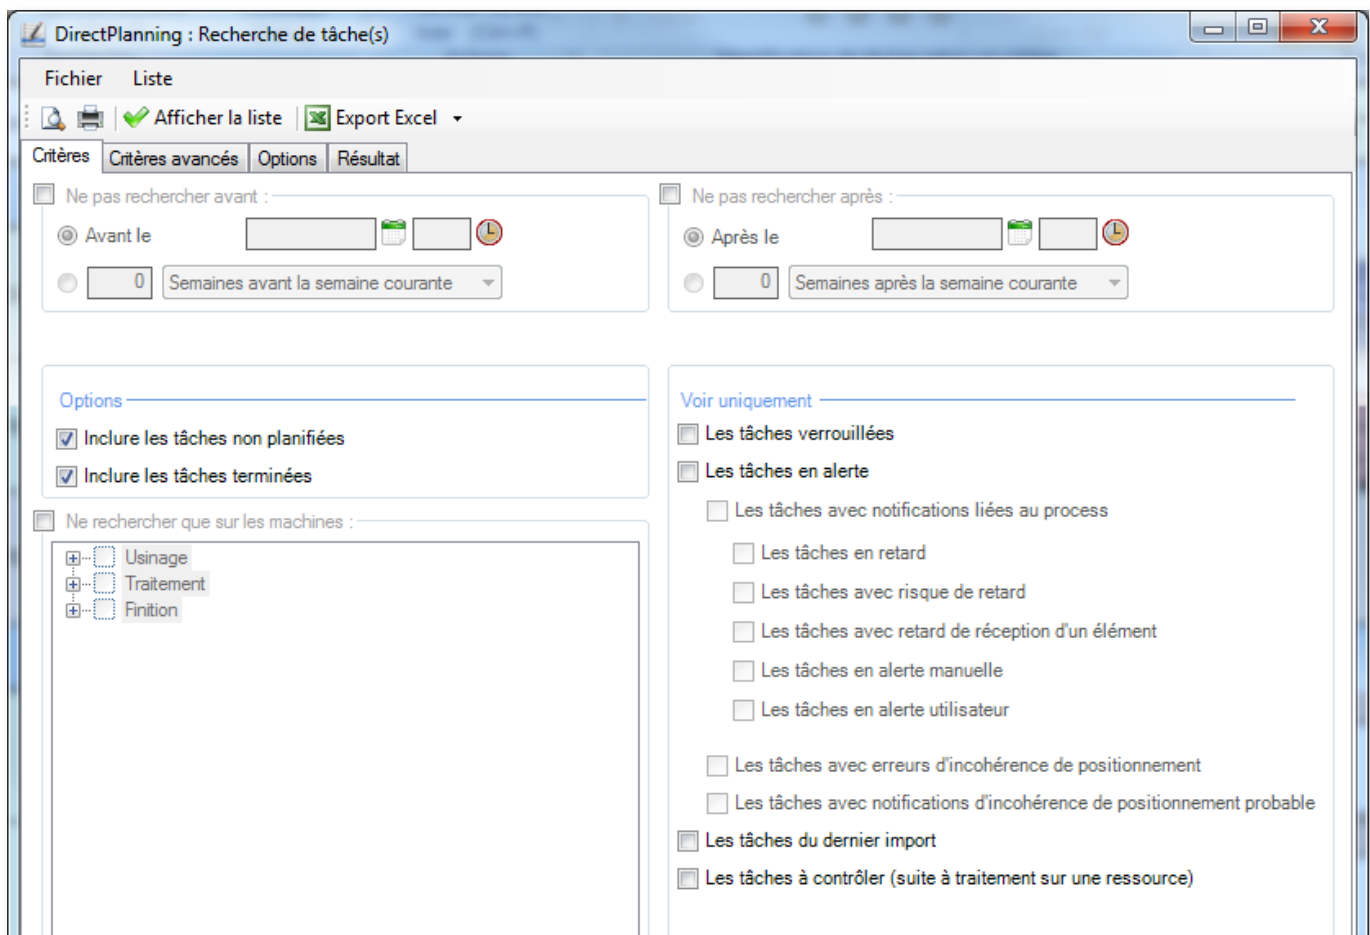 DirectPlanning : Recherche de tâche(s)
Fichier Liste
Afficher la liste Export Excel
Critères Critères avancés Options Résultat
Ne pas rechercher avant :
Avant le
0 Semaines avant la semaine courante
Ne pas rechercher après :
Après le
0 Semaines après la semaine courante
Options
Inclure les tâches non planifiées
Inclure les tâches terminées
Ne rechercher que sur les machines :
Usinage
Traitement
Finition
Voir uniquement
Les tâches verrouillées
Les tâches en alerte
Les tâches avec notifications liées au process
Les tâches en retard
Les tâches avec risque de retard
Les tâches avec retard de réception d'un élément
Les tâches en alerte manuelle
Les tâches en alerte utilisateur
Les tâches avec erreurs d'incohérence de positionnement
Les tâches avec notifications d'incohérence de positionnement probable
Les tâches du dernier import
Les tâches à contrôler (suite à traitement sur une ressource)